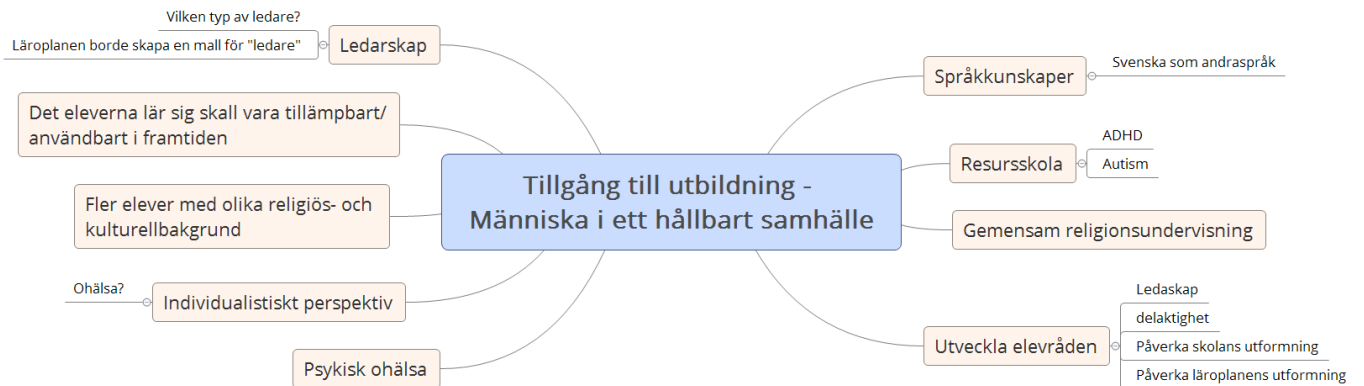 Vilken typ av ledare?
Läroplanen borde skapa en mall för "ledare"
Ledarskap
Det eleverna lär sig skall vara tillämpbart/
användbart i framtiden
Fler elever med olika religiös- och
kulturellbakgrund
Ohälsa?
Individualistiskt perspektiv
Psykisk ohälsa
Tillgång till utbildning -
Människa i ett hållbart samhälle
Språkkunskaper
Svenska som andraspråk
Resursskola
ADHD
Autism
Gemensam religionsundervisning
Utveckla elevråden
Ledaskap
delaktighet
Påverka skolans utformning
Påverka läroplanens utformning